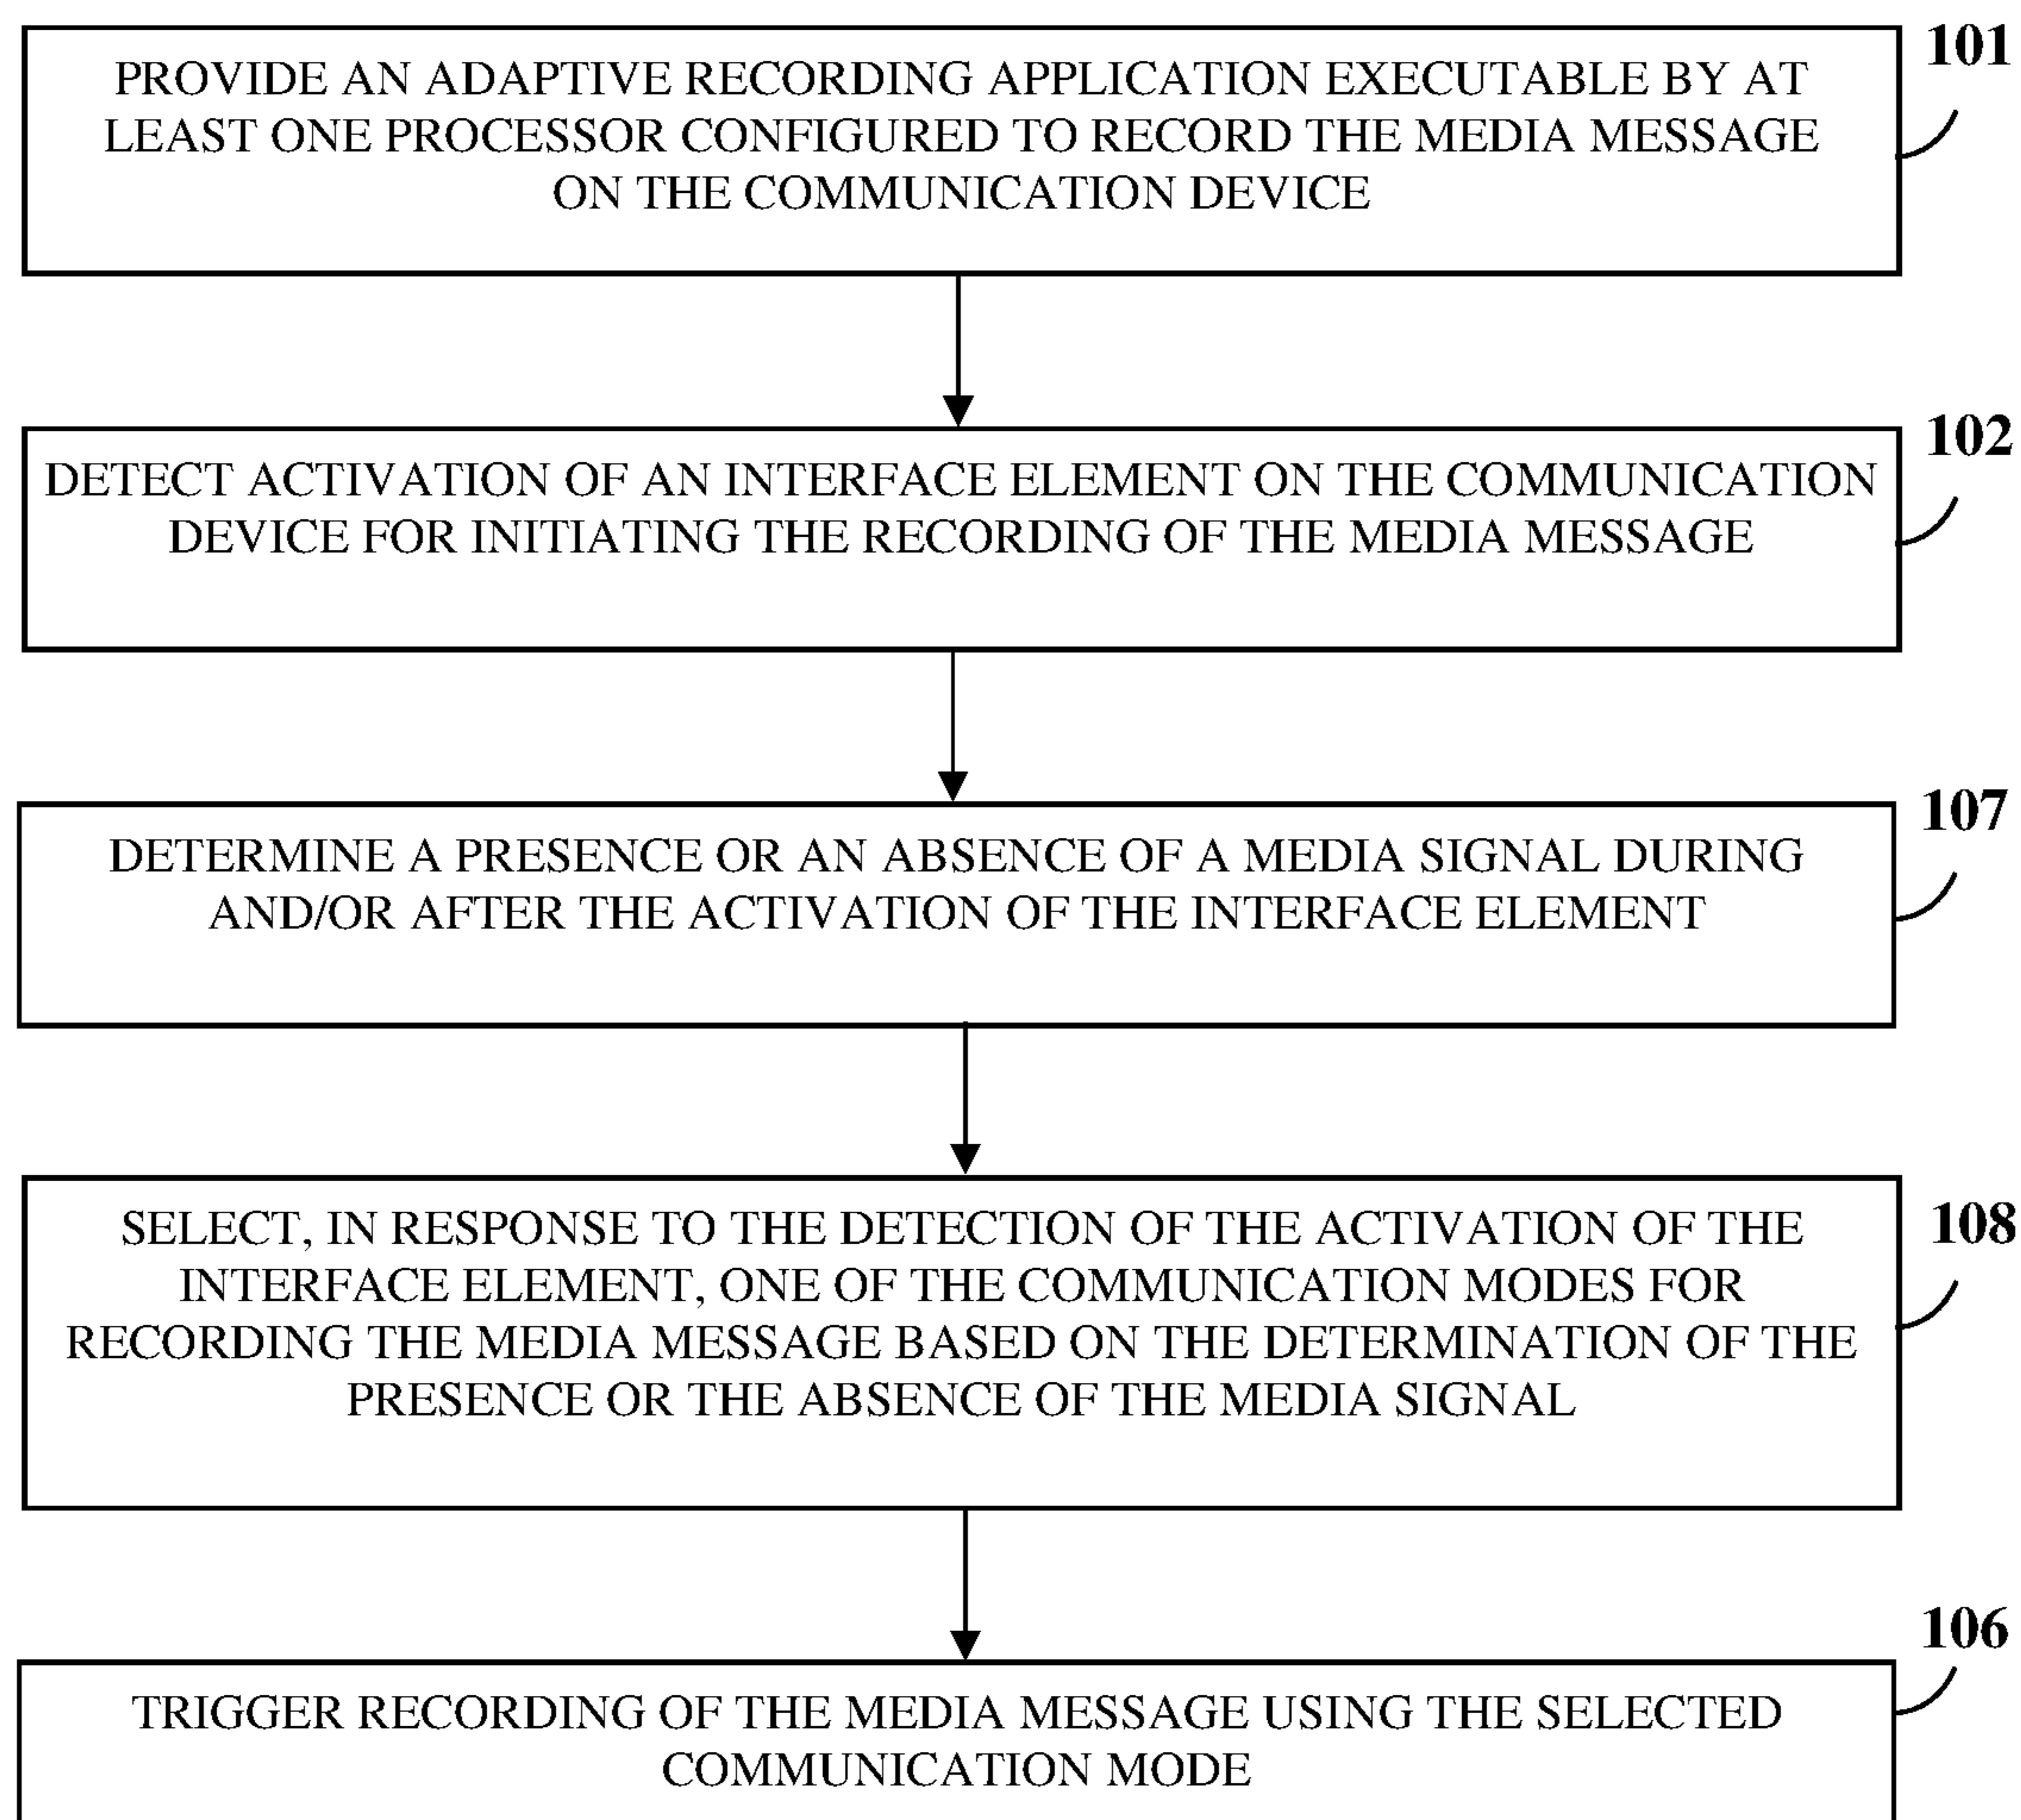 101
PROVIDE AN ADAPTIVE RECORDING APPLICATION EXECUTABLE BY AT
LEAST ONE PROCESSOR CONFIGURED TO RECORD THE MEDIA MESSAGE
ON THE COMMUNICATION DEVICE
102
DETECT ACTIVATION OF AN INTERFACE ELEMENT ON THE COMMUNICATION
DEVICE FOR INITIATING THE RECORDING OF THE MEDIA MESSAGE
107
DETERMINE A PRESENCE OR AN ABSENCE OF A MEDIA SIGNAL DURING
AND/OR AFTER THE ACTIVATION OF THE INTERFACE ELEMENT
108
SELECT, IN RESPONSE TO THE DETECTION OF THE ACTIVATION OF THE
INTERFACE ELEMENT, ONE OF THE COMMUNICATION MODES FOR
RECORDING THE MEDIA MESSAGE BASED ON THE DETERMINATION OF THE
PRESENCE OR THE ABSENCE OF THE MEDIA SIGNAL
106
TRIGGER RECORDING OF THE MEDIA MESSAGE USING THE SELECTED
COMMUNICATION MODE